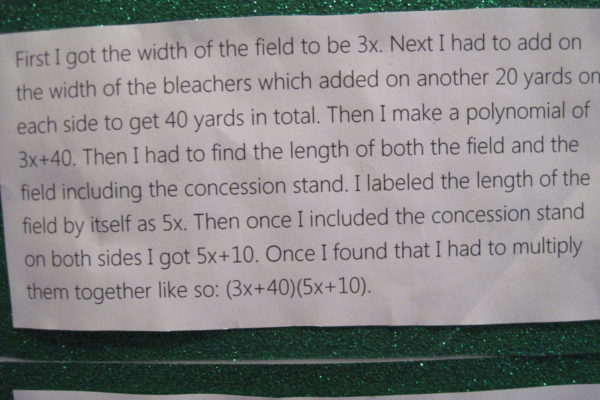 First I got the width of the field to be 3x. Next I had to add on
the width of the bleachers which added on another 20 yards on
each side to get 40 yards in total. Then I make a polynomial of
3x+40. Then I had to find the length of both the field and the
field including the concession stand. I labeled the length of the
field by itself as 5x. Then once I included the concession stand
on both sides I got 5x+10. Once I found that I had to multiply
them together like so: (3x+40)(5x+10).